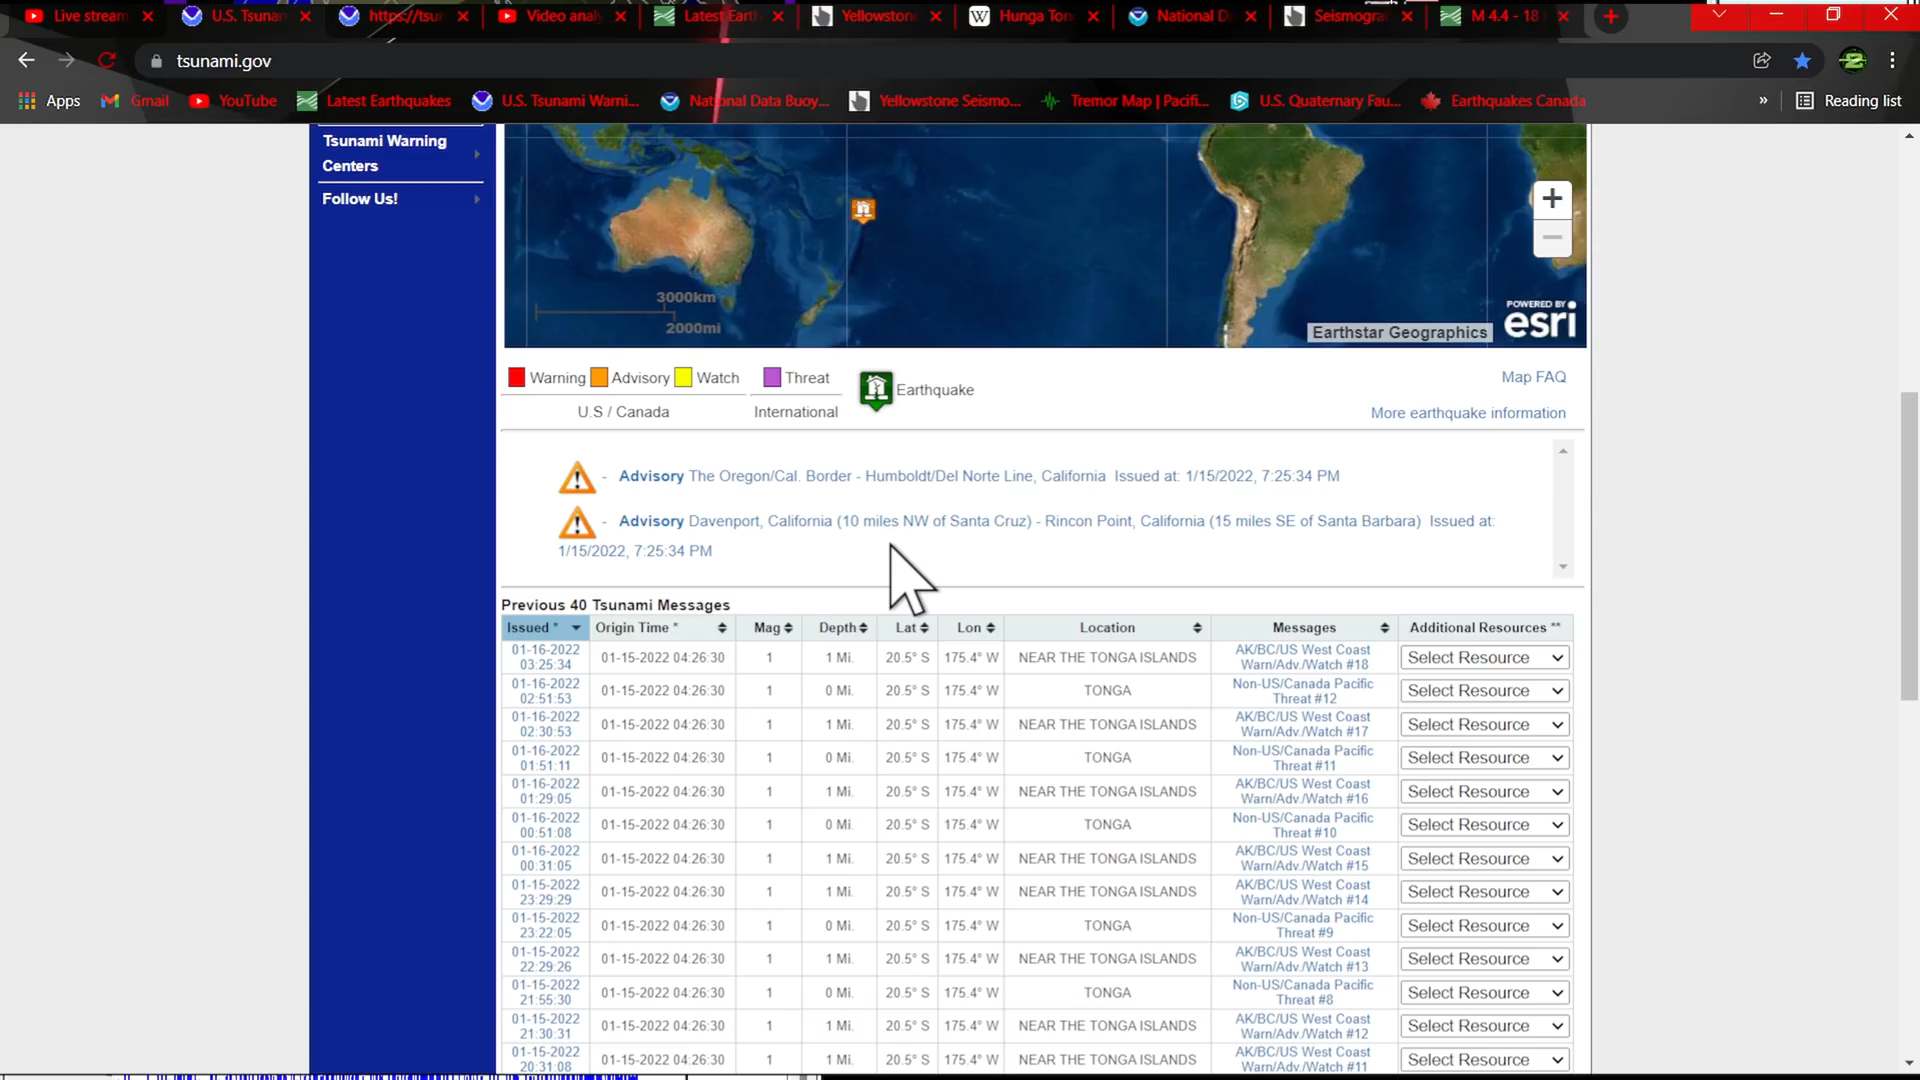 Live stream
U.S. Tsunan
https://tsur
Video anal
Latest Earth
Yellowstone
Hunga Ton
National D
Seismogra
M 4.4 - 18
tsunami.gov
Apps
Gmail
YouTube
Latest Earthquakes
U.S. Tsunami Warni...
National Data Buoy...
Yellowstone Seismo...
Tremor Map | Pacifi...
U.S. Quaternary Fau...
Earthquakes Canada
»
Reading list
Tsunami Warning
Centers
Follow Us!
+
−
3000km
2000mi
POWERED BY
esri
Earthstar Geographics
Warning Advisory Watch Threat Earthquake
U.S / Canada International
Map FAQ
More earthquake information
- Advisory The Oregon/Cal. Border - Humboldt/Del Norte Line, California Issued at: 1/15/2022, 7:25:34 PM
- Advisory Davenport, California (10 miles NW of Santa Cruz) - Rincon Point, California (15 miles SE of Santa Barbara) Issued at:
1/15/2022, 7:25:34 PM
Previous 40 Tsunami Messages
Issued * Origin Time * Mag Depth Lat Lon Location Messages Additional Resources **
01-16-2022
03:25:34 01-15-2022 04:26:30 1 1 Mi. 20.5° S 175.4° W NEAR THE TONGA ISLANDS AK/BC/US West Coast
Warn/Adv./Watch #18 Select Resource
01-16-2022
02:51:53 01-15-2022 04:26:30 1 0 Mi. 20.5° S 175.4° W TONGA Non-US/Canada Pacific
Threat #12 Select Resource
01-16-2022
02:30:53 01-15-2022 04:26:30 1 1 Mi. 20.5° S 175.4° W NEAR THE TONGA ISLANDS AK/BC/US West Coast
Warn/Adv./Watch #17 Select Resource
01-16-2022
01:51:11 01-15-2022 04:26:30 1 0 Mi. 20.5° S 175.4° W TONGA Non-US/Canada Pacific
Threat #11 Select Resource
01-16-2022
01:29:05 01-15-2022 04:26:30 1 1 Mi. 20.5° S 175.4° W NEAR THE TONGA ISLANDS AK/BC/US West Coast
Warn/Adv./Watch #16 Select Resource
01-16-2022
00:51:08 01-15-2022 04:26:30 1 0 Mi. 20.5° S 175.4° W TONGA Non-US/Canada Pacific
Threat #10 Select Resource
01-16-2022
00:31:05 01-15-2022 04:26:30 1 1 Mi. 20.5° S 175.4° W NEAR THE TONGA ISLANDS AK/BC/US West Coast
Warn/Adv./Watch #15 Select Resource
01-15-2022
23:29:29 01-15-2022 04:26:30 1 1 Mi. 20.5° S 175.4° W NEAR THE TONGA ISLANDS AK/BC/US West Coast
Warn/Adv./Watch #14 Select Resource
01-15-2022
23:22:05 01-15-2022 04:26:30 1 0 Mi. 20.5° S 175.4° W TONGA Non-US/Canada Pacific
Threat #9 Select Resource
01-15-2022
22:29:26 01-15-2022 04:26:30 1 1 Mi. 20.5° S 175.4° W NEAR THE TONGA ISLANDS AK/BC/US West Coast
Warn/Adv./Watch #13 Select Resource
01-15-2022
21:55:30 01-15-2022 04:26:30 1 0 Mi. 20.5° S 175.4° W TONGA Non-US/Canada Pacific
Threat #8 Select Resource
01-15-2022
21:30:31 01-15-2022 04:26:30 1 1 Mi. 20.5° S 175.4° W NEAR THE TONGA ISLANDS AK/BC/US West Coast
Warn/Adv./Watch #12 Select Resource
01-15-2022
20:31:08 01-15-2022 04:26:30 1 1 Mi. 20.5° S 175.4° W NEAR THE TONGA ISLANDS AK/BC/US West Coast
Warn/Adv./Watch #11 Select Resource